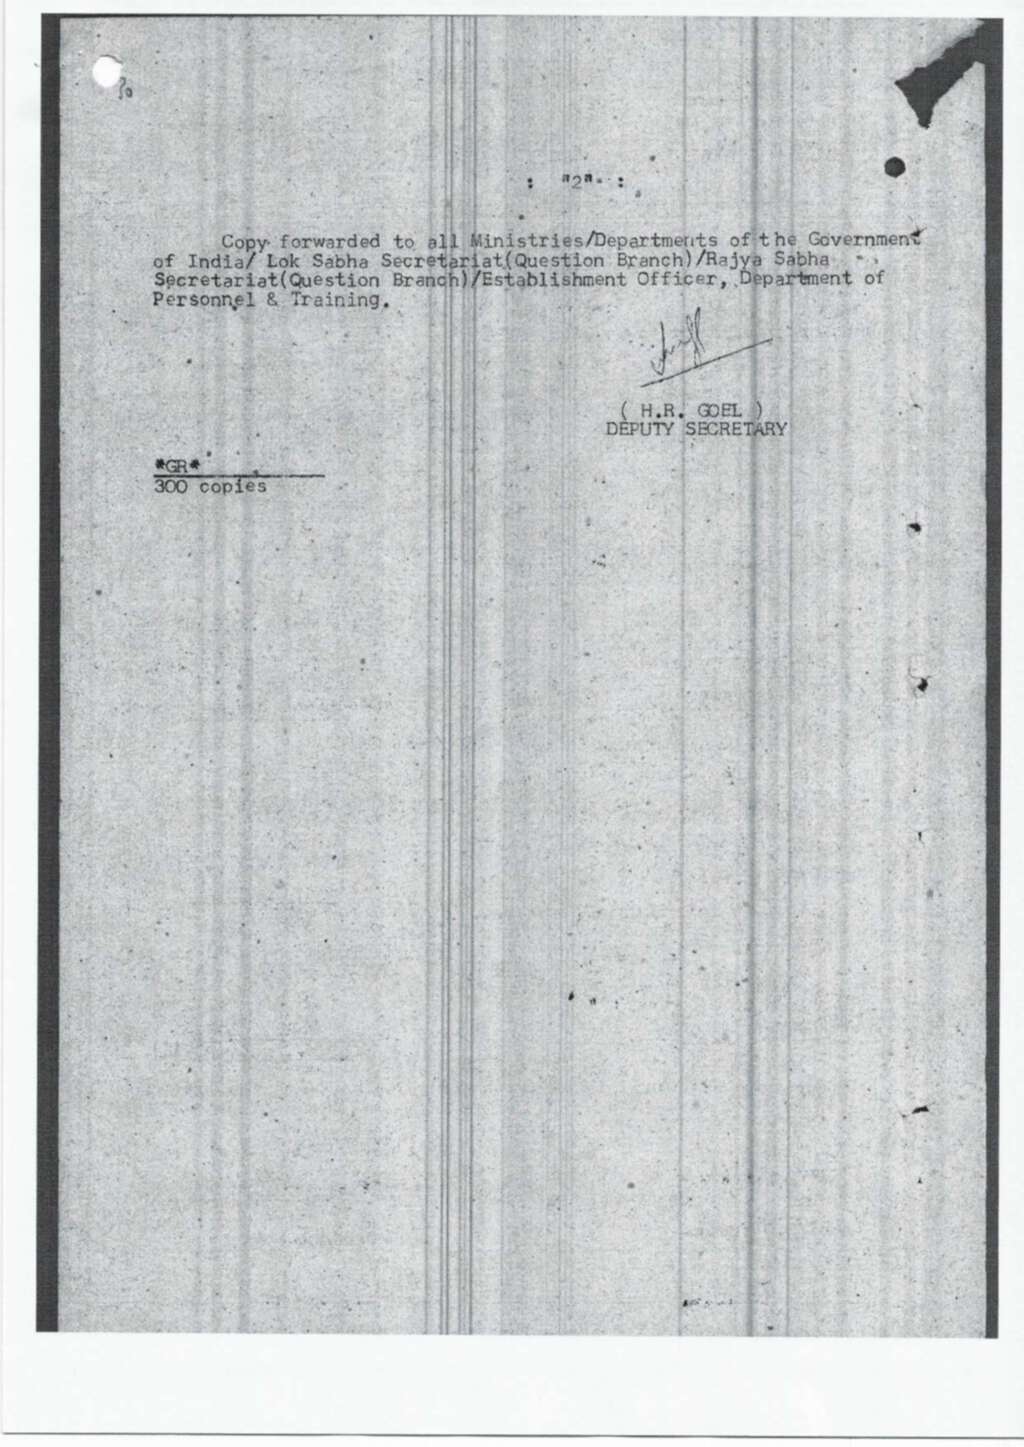 : "2"- :
Copy forwarded to all Ministries/Departments of the Government
of India/ Lok Sabha Secretariat(Question Branch)/Rajya Sabha
Secretariat(Question Branch)/Establishment Officer, Department of
Personnel & Training.
( H.R. GOEL )
DEPUTY SECRETARY
*GR*
300 copies